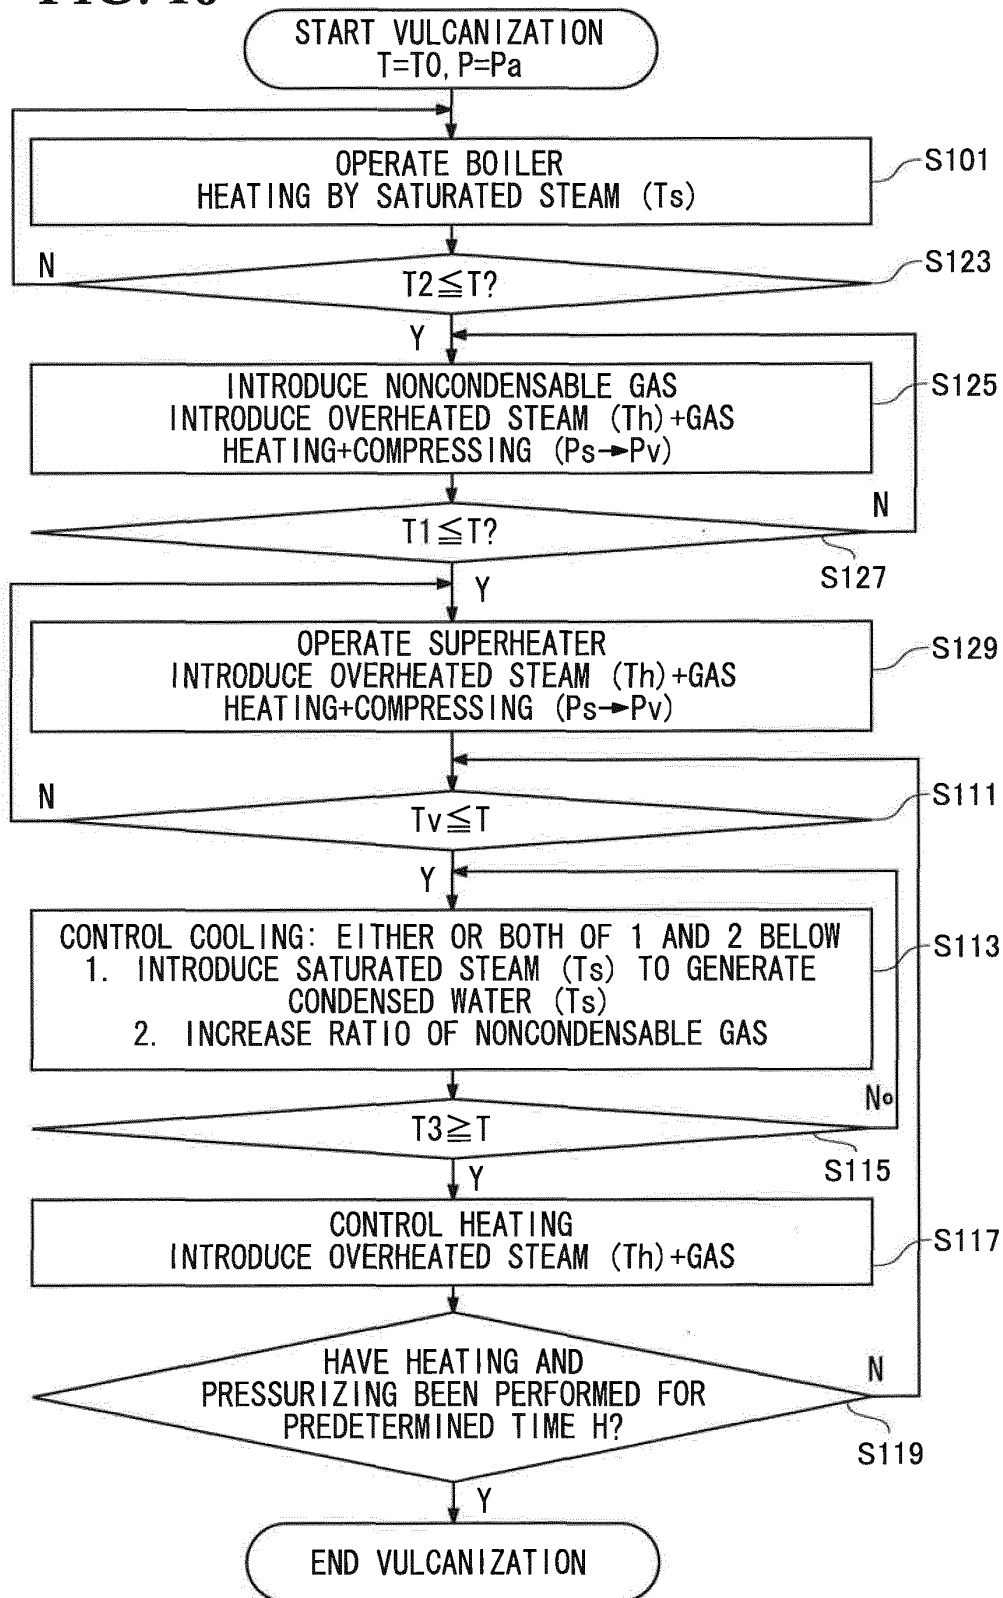 START VULCANIZATION
T=T0, P=Pa
OPERATE BOILER
HEATING BY SATURATED STEAM (Ts)
S101
N
T2≦T?
S123
Y
INTRODUCE NONCONDENSABLE GAS
INTRODUCE OVERHEATED STEAM (Th)+GAS
HEATING+COMPRESSING (Ps→Pv)
S125
T1≦T?
N
S127
Y
OPERATE SUPERHEATER
INTRODUCE OVERHEATED STEAM (Th)+GAS
HEATING+COMPRESSING (Ps→Pv)
S129
N
Tv≦T
S111
Y
CONTROL COOLING: EITHER OR BOTH OF 1 AND 2 BELOW
1. INTRODUCE SATURATED STEAM (Ts) TO GENERATE
CONDENSED WATER (Ts)
2. INCREASE RATIO OF NONCONDENSABLE GAS
S113
No
T3≧T
S115
Y
CONTROL HEATING
INTRODUCE OVERHEATED STEAM (Th)+GAS
S117
HAVE HEATING AND
PRESSURIZING BEEN PERFORMED FOR
PREDETERMINED TIME H?
N
S119
Y
END VULCANIZATION